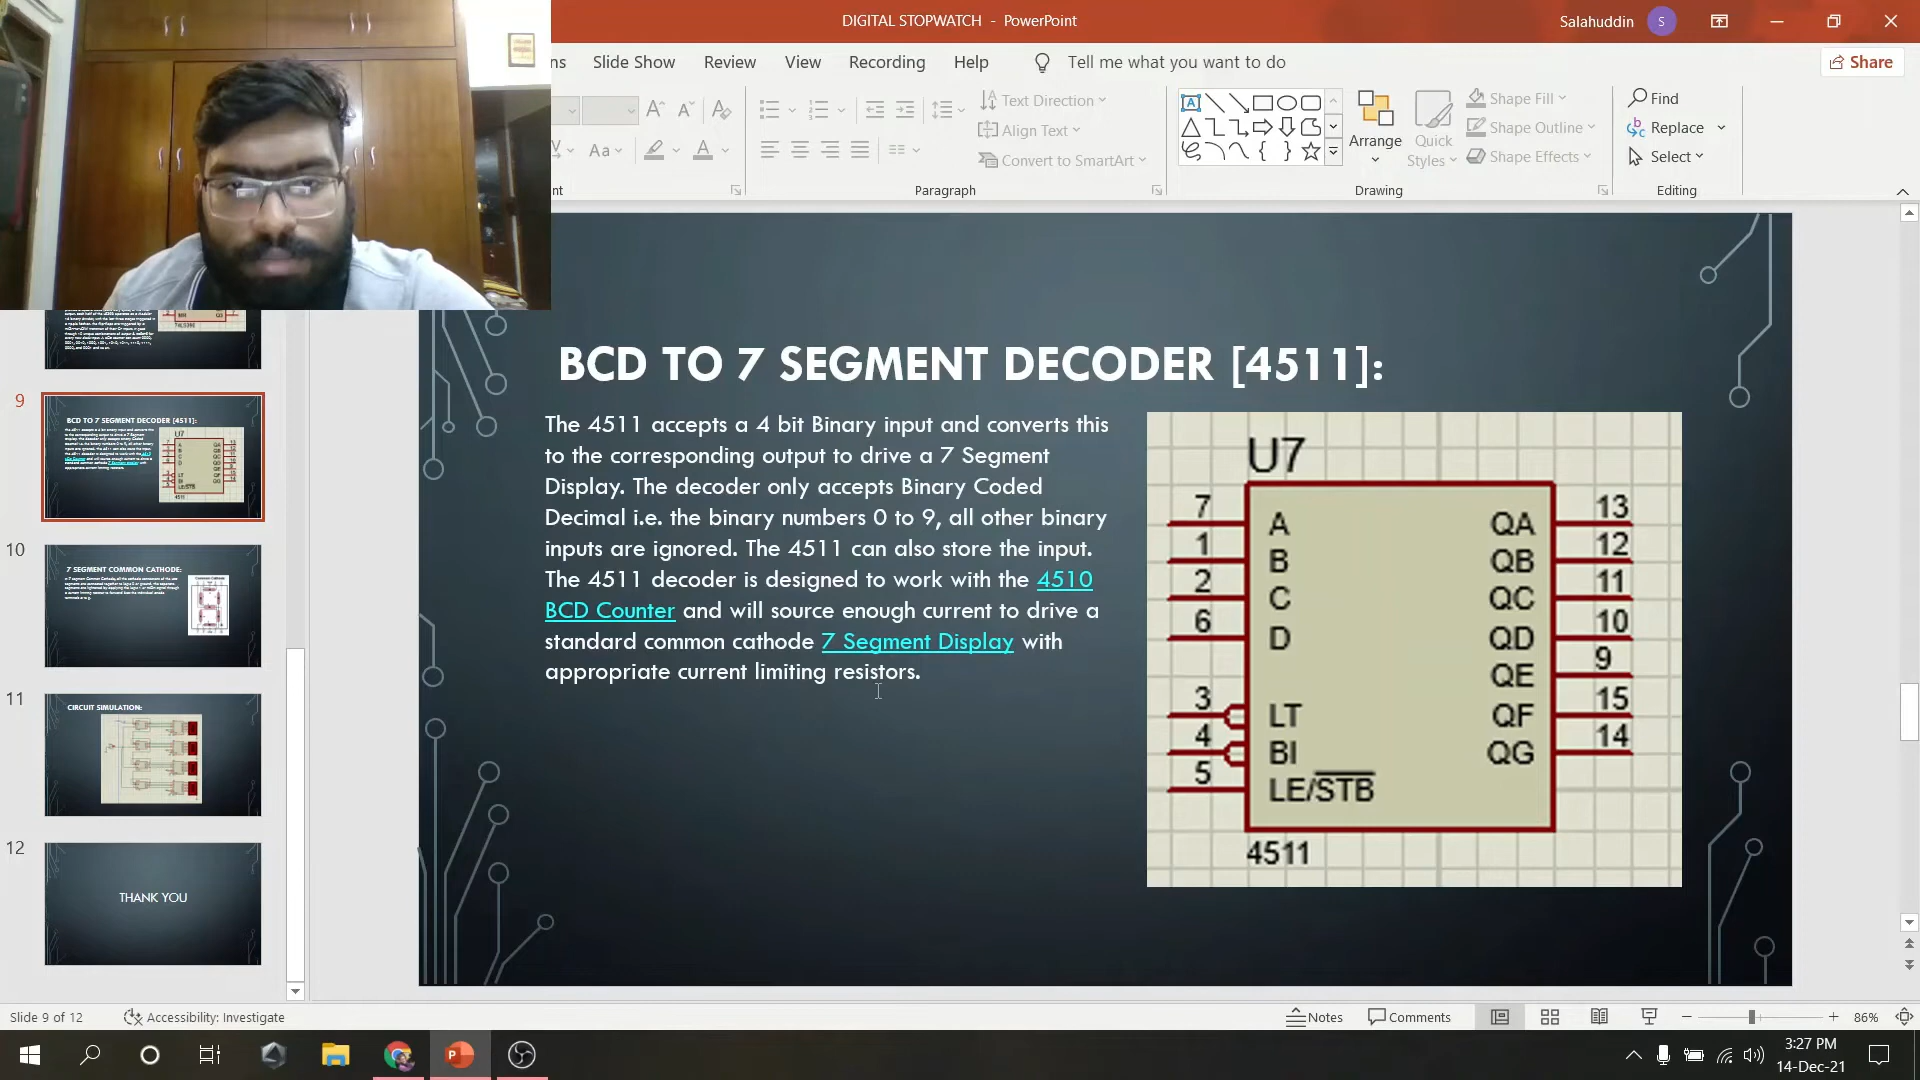 DIGITAL STOPWATCH - PowerPoint
Salahuddin
S
ns Slide Show Review View Recording Help Tell me what you want to do
Share
Aa
A
Text Direction
Align Text
Convert to SmartArt
Arrange
Quick
Styles
Shape Fill
Shape Outline
Shape Effects
Find
Replace
Select
nt
Paragraph
Drawing
Editing
9
BCD TO 7 SEGMENT DECODER [4511]:
10
7 SEGMENT COMMON CATHODE:
11
CIRCUIT SIMULATION:
12
THANK YOU
BCD TO 7 SEGMENT DECODER [4511]:
The 4511 accepts a 4 bit Binary input and converts this
to the corresponding output to drive a 7 Segment
Display. The decoder only accepts Binary Coded
Decimal i.e. the binary numbers 0 to 9, all other binary
inputs are ignored. The 4511 can also store the input.
The 4511 decoder is designed to work with the 4510
BCD Counter and will source enough current to drive a
standard common cathode 7 Segment Display with
appropriate current limiting resistors.
U7
7 A QA 13
1 B QB 12
2 C QC 11
6 D QD 10
QE 9
3 LT QF 15
4 BI QG 14
5 LE/STB
4511
Slide 9 of 12
Accessibility: Investigate
Notes
Comments
86%
3:27 PM
14-Dec-21